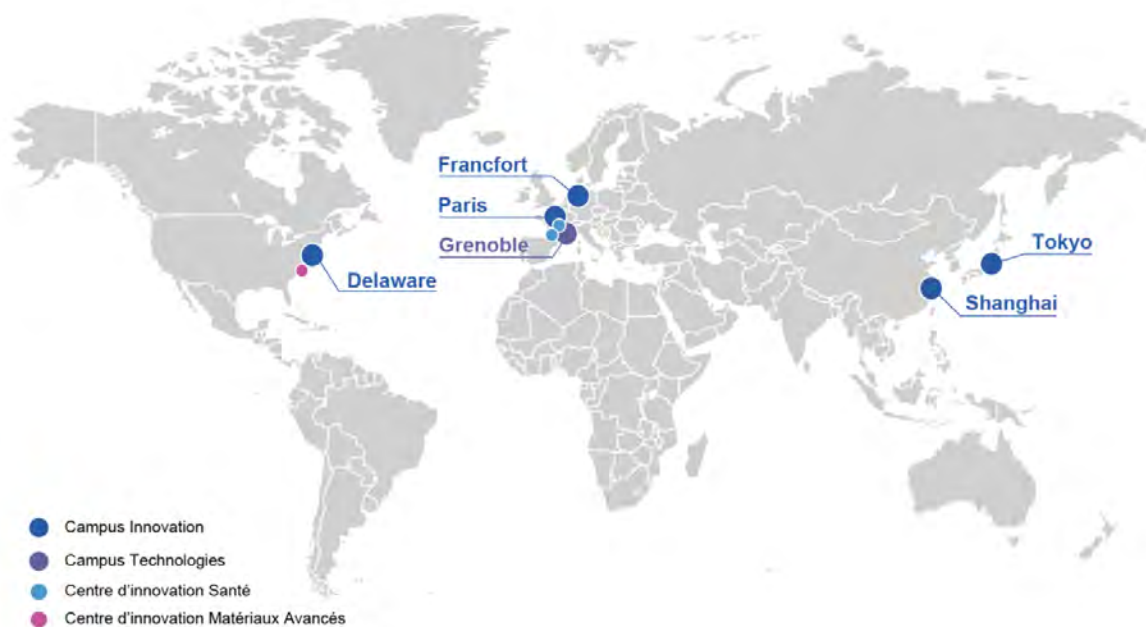 Francfort
Paris
Grenoble
Delaware
Tokyo
Shanghai
Campus Innovation
Campus Technologies
Centre d'innovation Santé
Centre d'innovation Matériaux Avancés